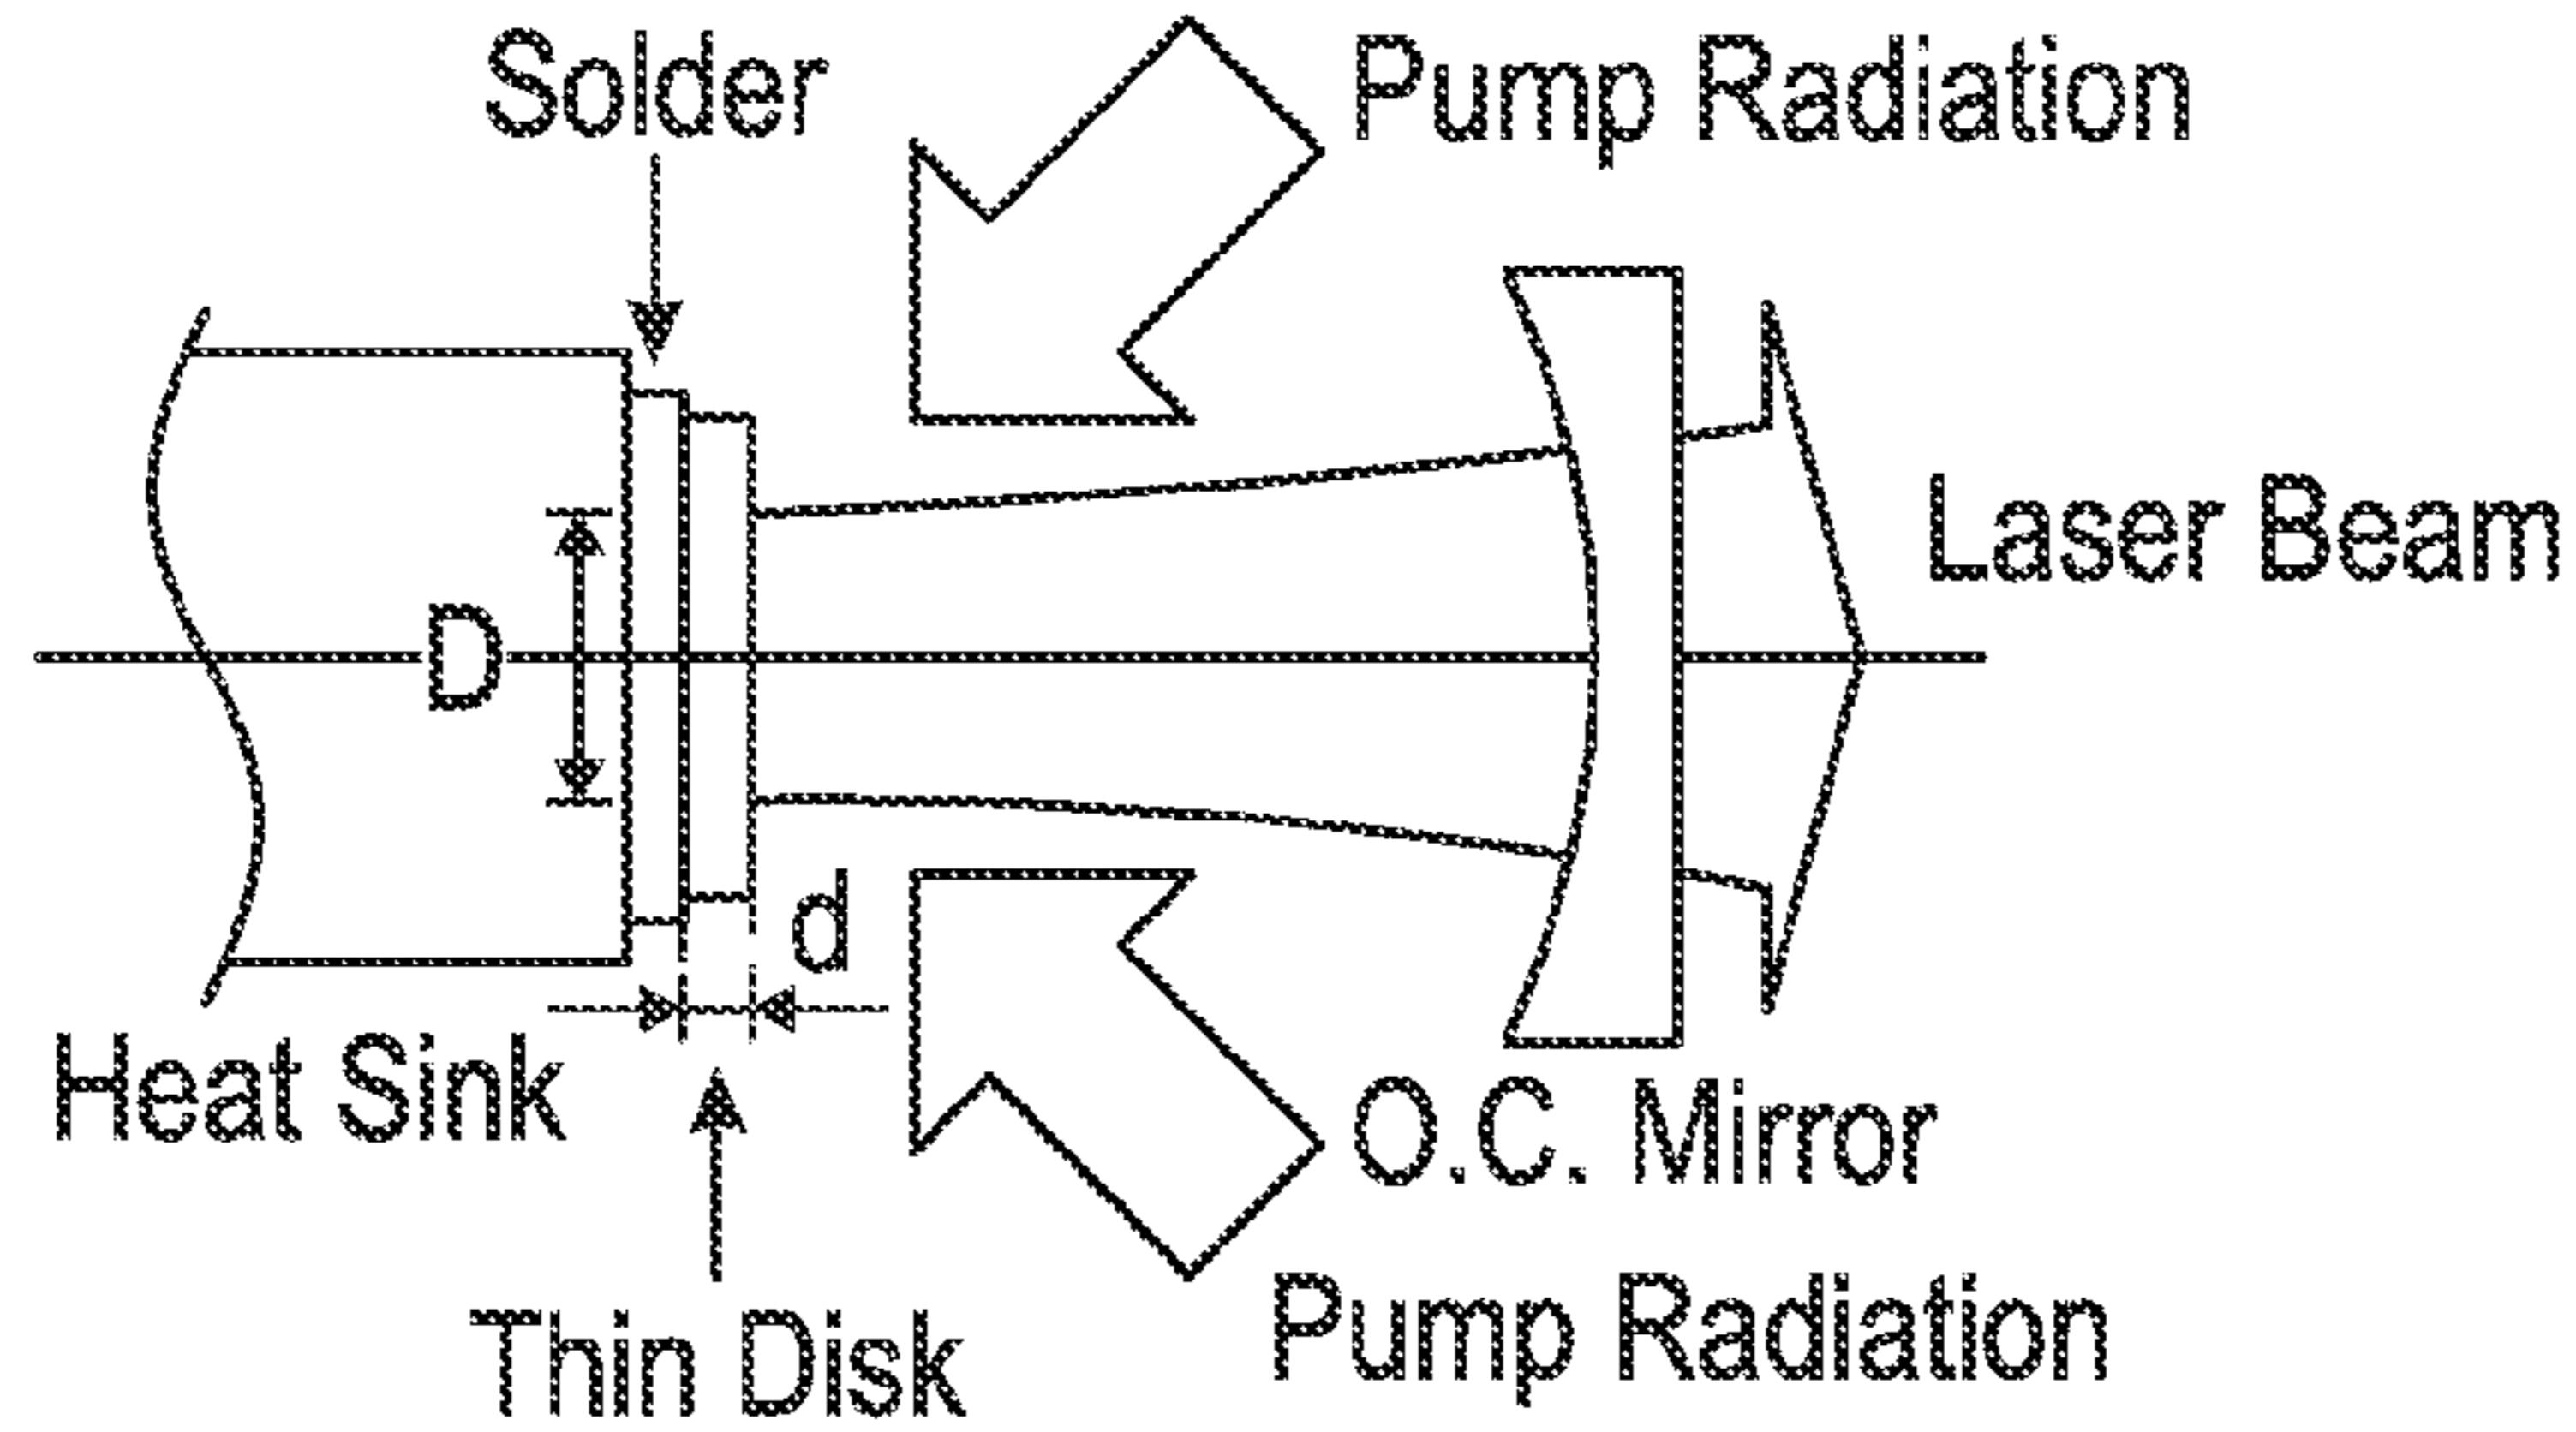 Solder
Pump Radiation
Laser Beam
D
d
Heat Sink
O.C. Mirror
Thin Disk
Pump Radiation